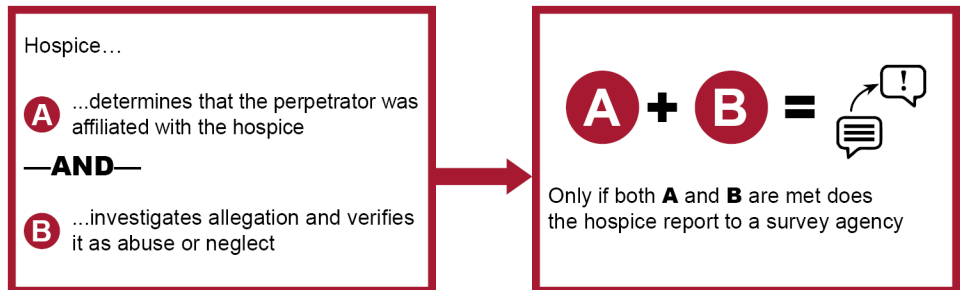 Hospice…
A
...determines that the perpetrator was
affiliated with the hospice
—AND—
B
...investigates allegation and verifies
it as abuse or neglect
A + B = !
Only if both A and B are met does
the hospice report to a survey agency